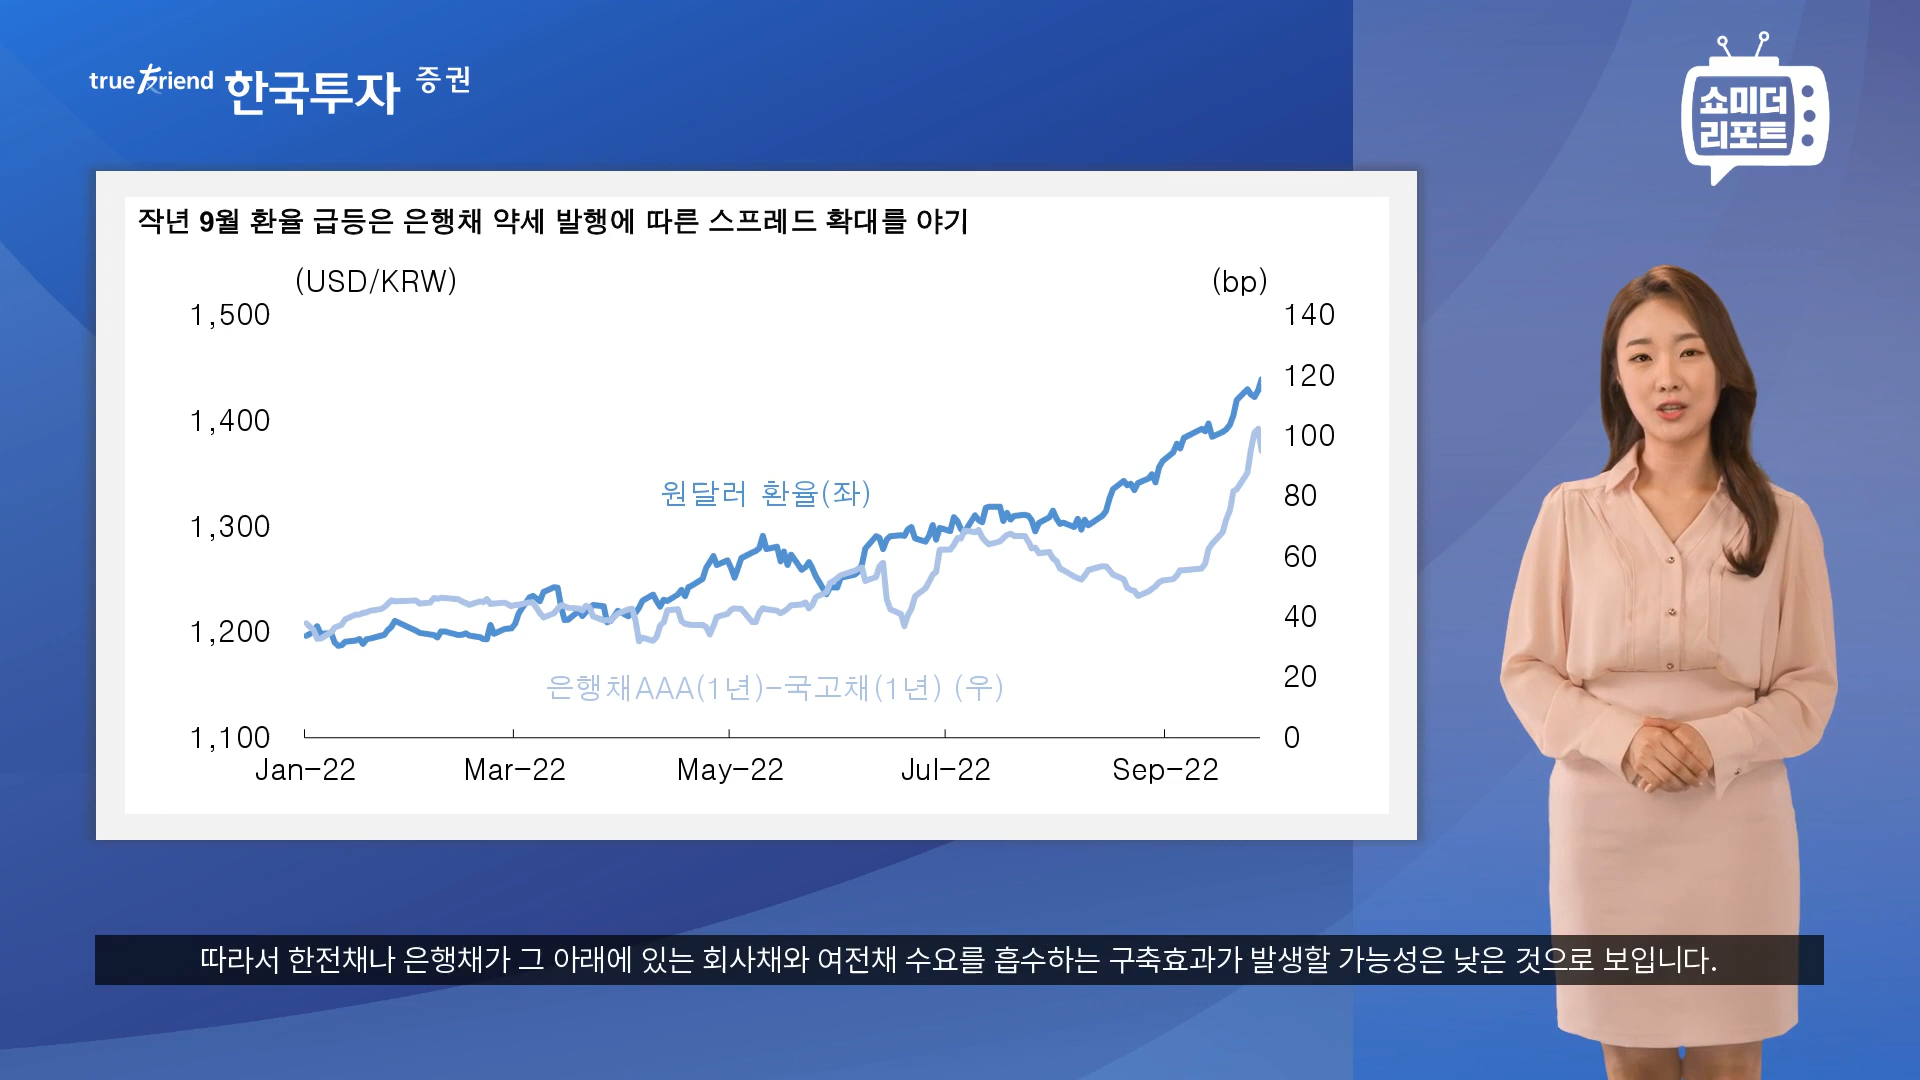 true friend 한국투자 증권
쇼미더
리포트
작년 9월 환율 급등은 은행채 약세 발행에 따른 스프레드 확대를 야기
(USD/KRW)
(bp)
1,500
1,400
1,300
1,200
1,100
140
120
100
80
60
40
20
0
원달러 환율(좌)
은행채AAA(1년)-국고채(1년) (우)
Jan-22
Mar-22
May-22
Jul-22
Sep-22
따라서 한전채나 은행채가 그 아래에 있는 회사채와 여전채 수요를 흡수하는 구축효과가 발생할 가능성은 낮은 것으로 보입니다.